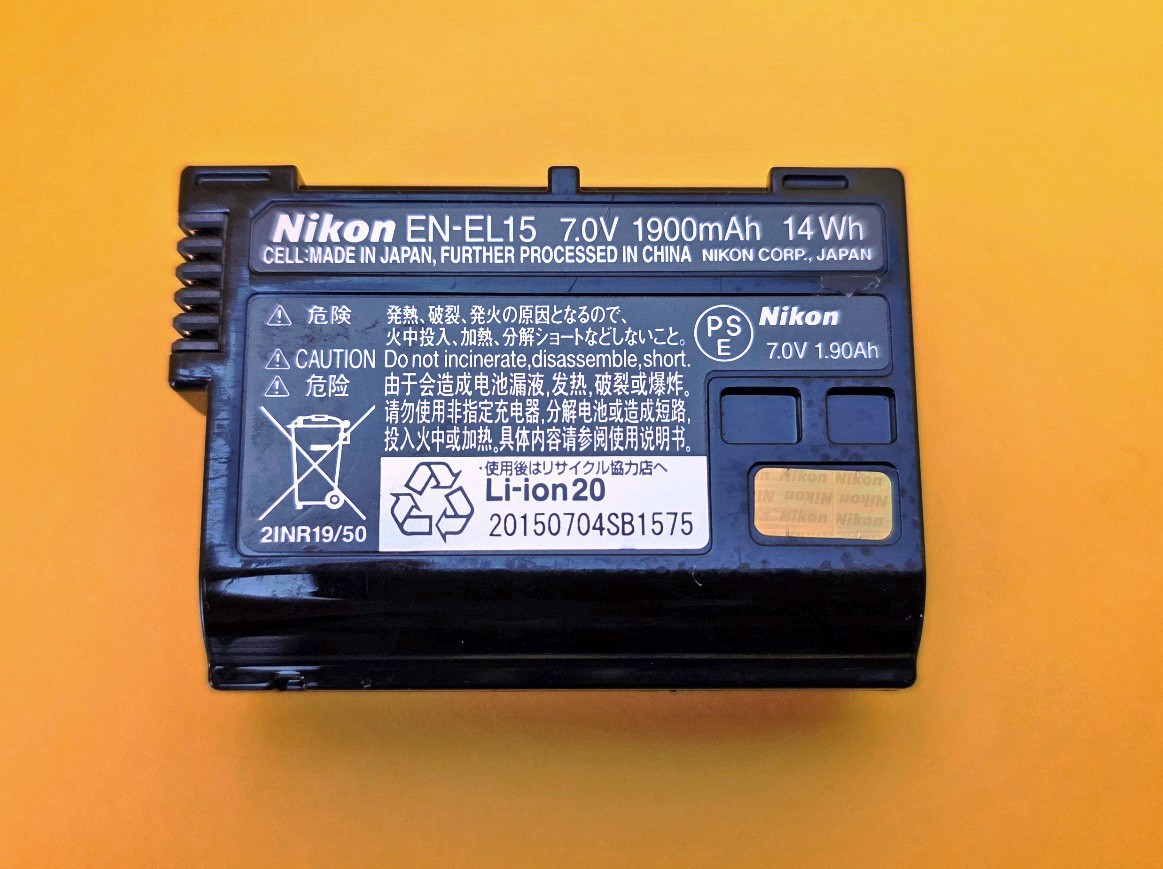 Nikon EN-EL15 7.0V 1900mAh 14Wh
CELL:MADE IN JAPAN, FURTHER PROCESSED IN CHINA NIKON CORP., JAPAN
危険 発熱、破裂、発火の原因となるので、
火中投入、加熱、分解ショートなどしないこと。
CAUTION Do not incinerate,disassemble,short.
危险 由于会造成电池漏液,发热,破裂或爆炸。
请勿使用非指定充电器,分解电池或造成短路,
投入火中或加热。具体内容请参阅使用说明书。
PS
E
Nikon
7.0V 1.90Ah
2INR19/50
・使用後はリサイクル協力店へ
Li-ion20
20150704SB1575
Nikon Nikon
Nikon Nikon
Nikon Nikon